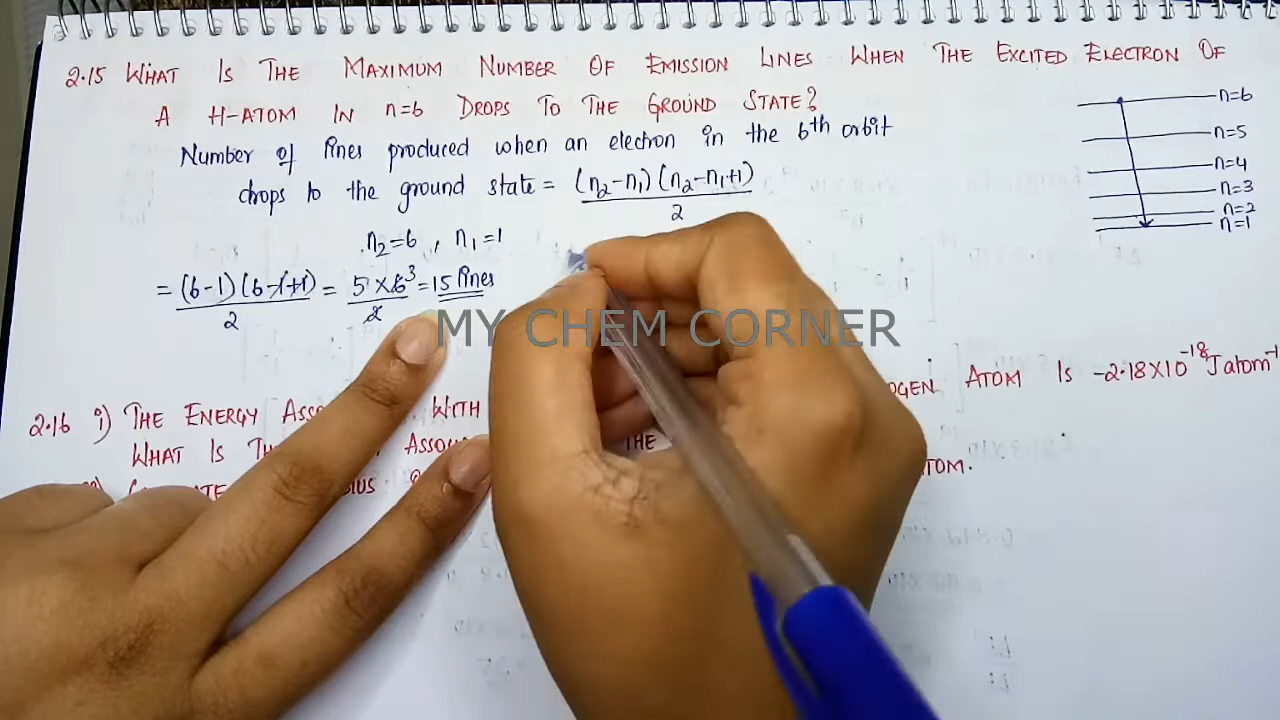 2.15 WHAT IS THE MAXIMUM NUMBER OF EMISSION LINES WHEN THE EXCITED ELECTRON OF
A H-ATOM IN n=6 DROPS TO THE GROUND STATE?
Number of lines produced when an electron in the 6th orbit
drops to the ground state = (n₂-n₁)(n₂-n₁+1)
2
n₂=6 , n₁=1
= (6-1)(6-1+1) = 5×6³ = 15 lines
2 2
n=6
n=5
n=4
n=3
n=2
n=1
MY CHEM CORNER
2.16 i) THE ENERGY WITH ATOM IS -2.18×10⁻¹⁸ J atom⁻¹
WHAT IS THE